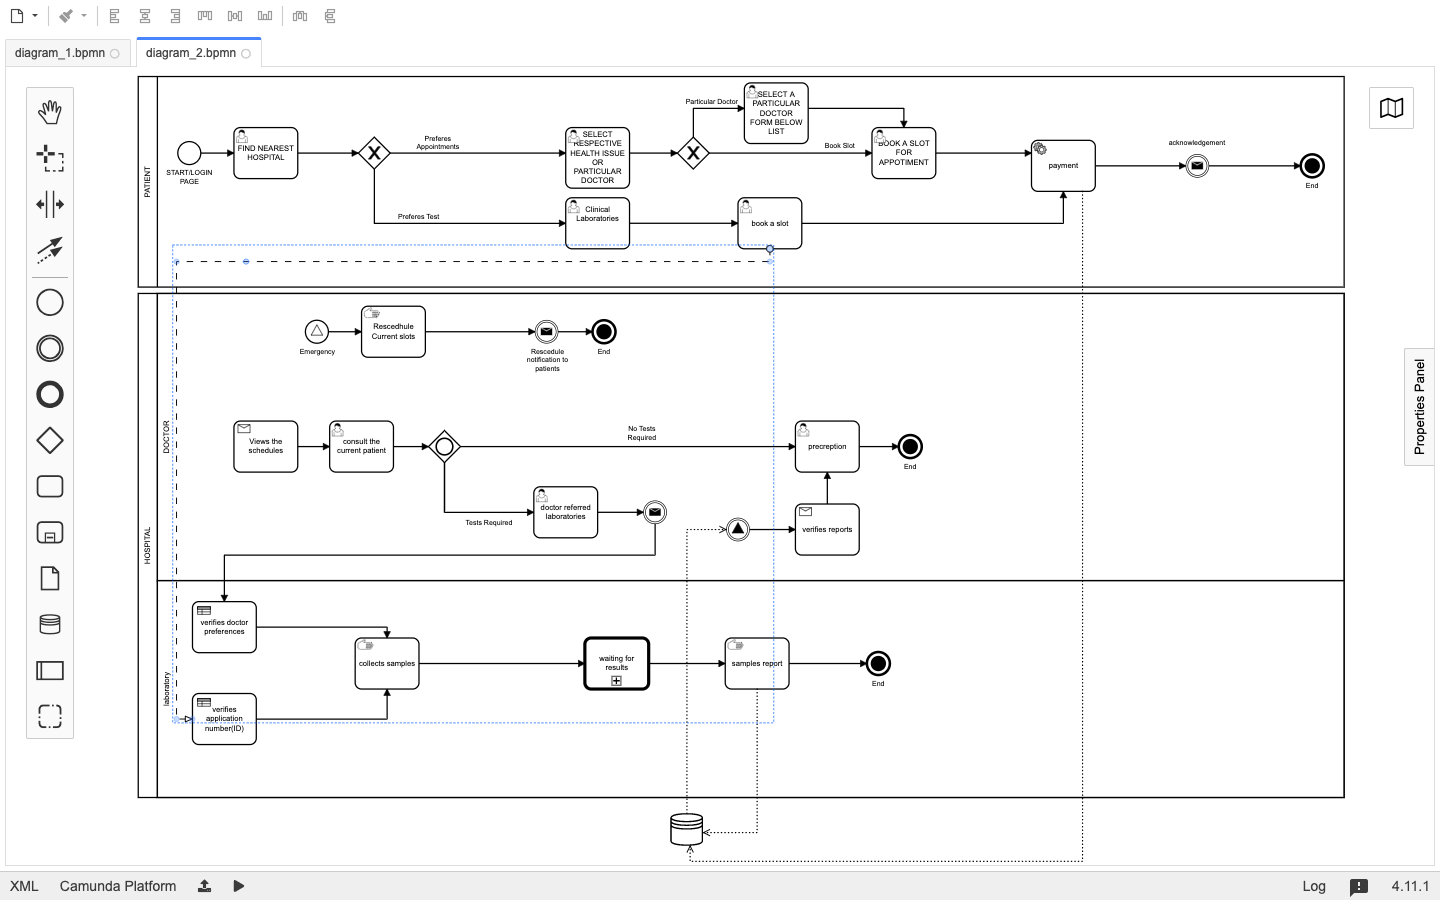 diagram_1.bpmn
diagram_2.bpmn
PATIENT
START/LOGIN
PAGE
FIND NEAREST
HOSPITAL
X
Preferes
Appointments
Preferes Test
SELECT
RESPECTIVE
HEALTH ISSUE
OR
PARTICULAR
DOCTOR
Clinical
Laboratories
X
Particular Doctor
SELECT A
PARTICULAR
DOCTOR
FORM BELOW
LIST
Book Slot
BOOK A SLOT
FOR
APPOTIMENT
book a slot
payment
acknowledgement
End
HOSPITAL
DOCTOR
Emergency
Rescedhule
Current slots
Rescedule
notification to
patients
End
Views the
schedules
consult the
current patient
No Tests
Required
Tests Required
doctor referred
laboratories
precreption
End
verifies reports
laboratory
verifies doctor
preferences
verifies
application
number(ID)
collects samples
waiting for
results
samples report
End
Properties Panel
XML
Camunda Platform
Log
4.11.1